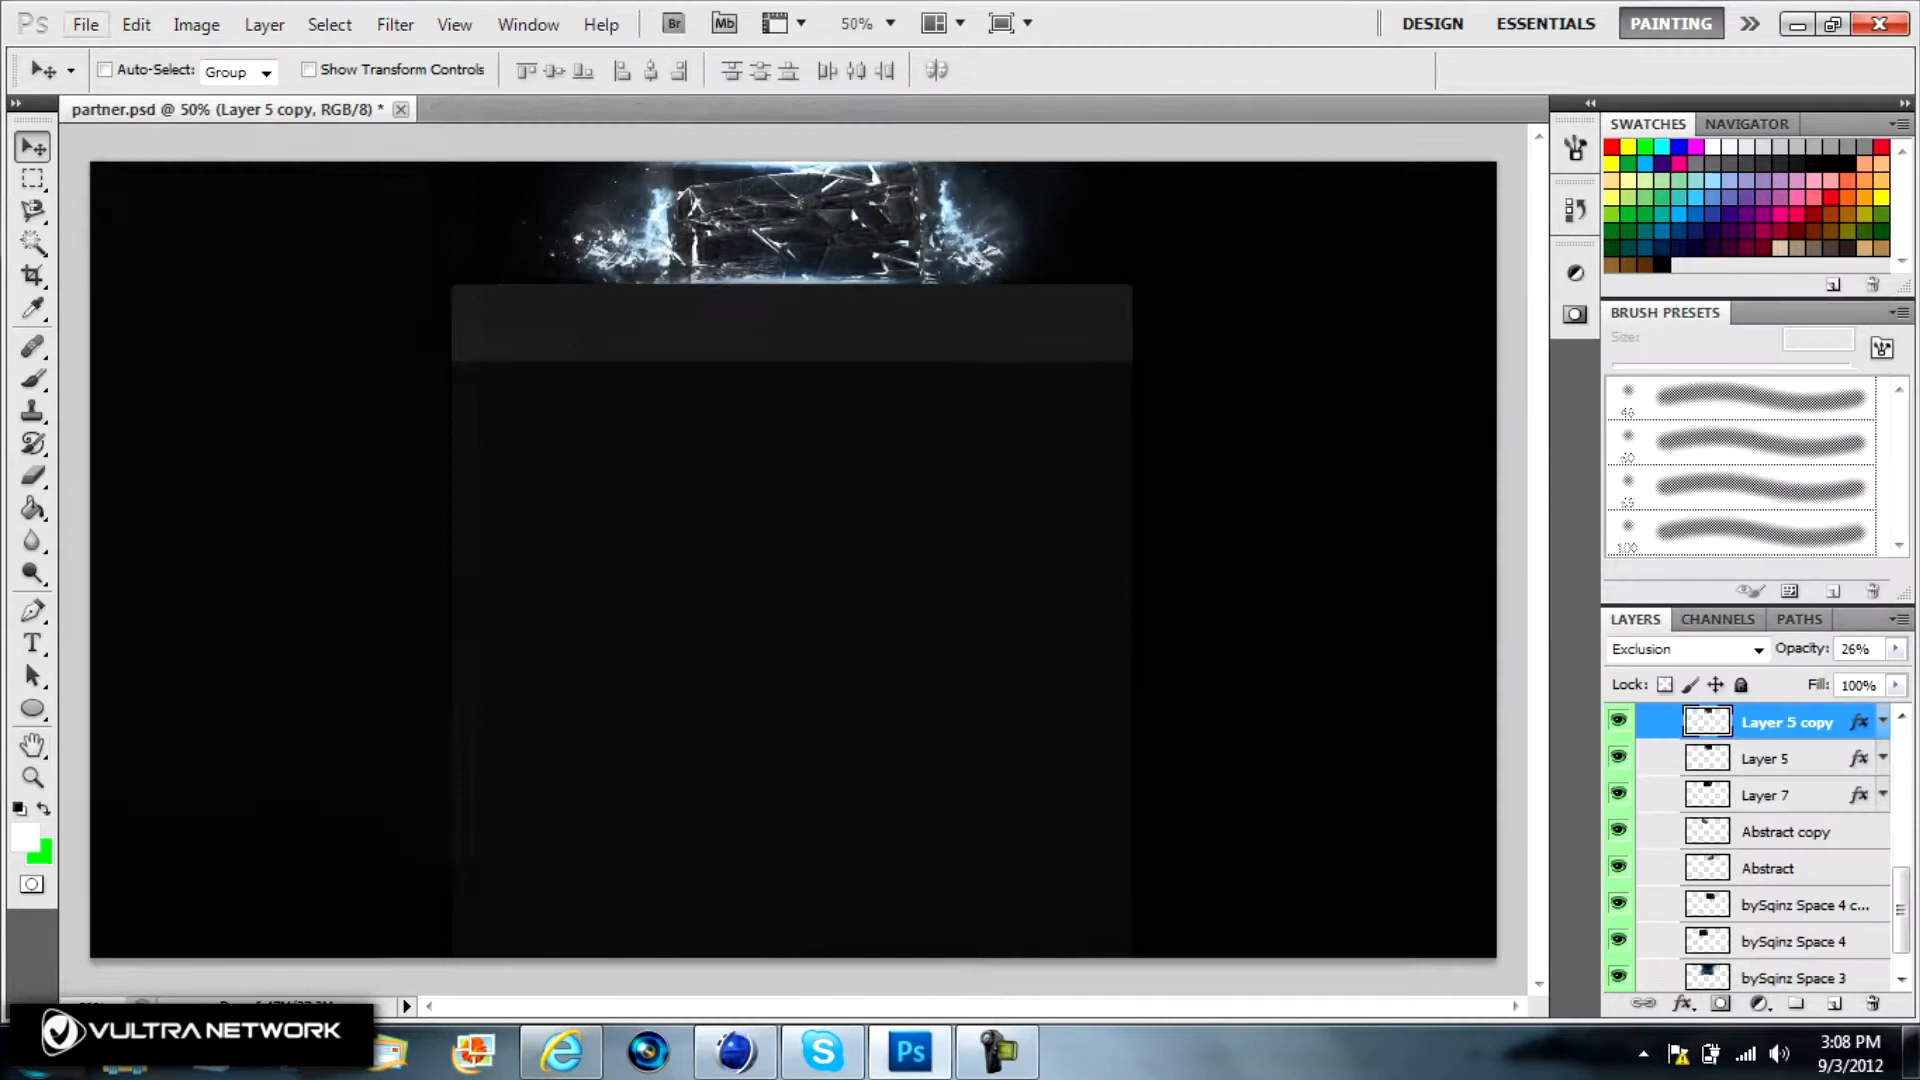 Ps File Edit Image Layer Select Filter View Window Help Br Mb 50% DESIGN ESSENTIALS PAINTING
Auto-Select: Group Show Transform Controls
partner.psd @ 50% (Layer 5 copy, RGB/8) *
SWATCHES NAVIGATOR
BRUSH PRESETS
Size:
100
LAYERS CHANNELS PATHS
Exclusion Opacity: 26%
Lock: Fill: 100%
Layer 5 copy fx
Layer 5 fx
Layer 7 fx
Abstract copy
Abstract
bySqinz Space 4 c...
bySqinz Space 4
bySqinz Space 3
fx
VULTRA NETWORK
Ps
3:08 PM
9/3/2012